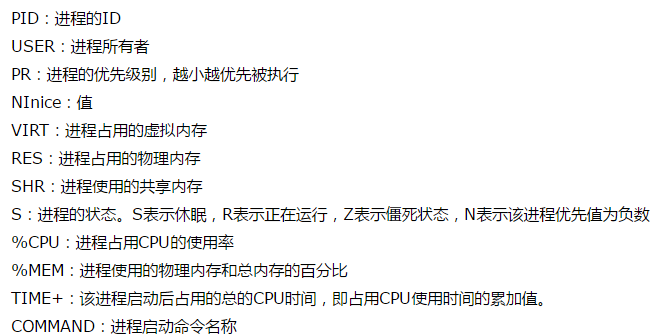 PID：进程的ID
USER：进程所有者
PR：进程的优先级别，越小越优先被执行
NInice：值
VIRT：进程占用的虚拟内存
RES：进程占用的物理内存
SHR：进程使用的共享内存
S：进程的状态。S表示休眠，R表示正在运行，Z表示僵死状态，N表示该进程优先值为负数
%CPU：进程占用CPU的使用率
%MEM：进程使用的物理内存和总内存的百分比
TIME+：该进程启动后占用的总的CPU时间，即占用CPU使用时间的累加值。
COMMAND：进程启动命令名称